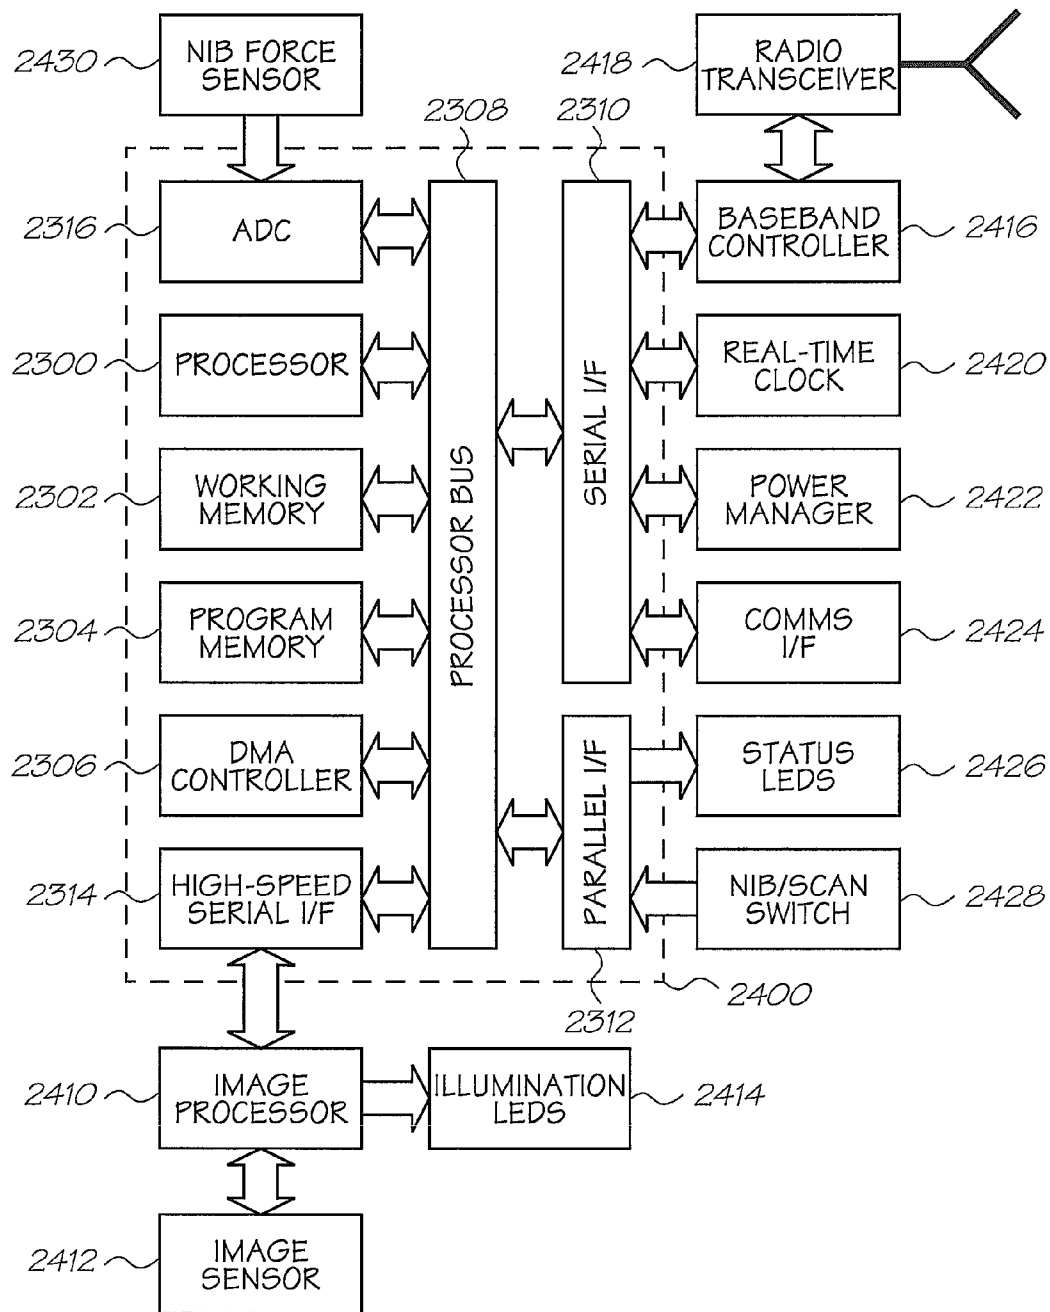 2430
NIB FORCE
SENSOR
2418
RADIO
TRANSCEIVER
2308
2310
2316
ADC
BASEBAND
CONTROLLER
2416
2300
PROCESSOR
REAL-TIME
CLOCK
2420
2302
WORKING
MEMORY
PROCESSOR BUS
SERIAL I/F
POWER
MANAGER
2422
2304
PROGRAM
MEMORY
COMMS
I/F
2424
2306
DMA
CONTROLLER
PARALLEL I/F
STATUS
LEDS
2426
2314
HIGH-SPEED
SERIAL I/F
NIB/SCAN
SWITCH
2428
2312
2400
2410
IMAGE
PROCESSOR
ILLUMINATION
LEDS
2414
2412
IMAGE
SENSOR